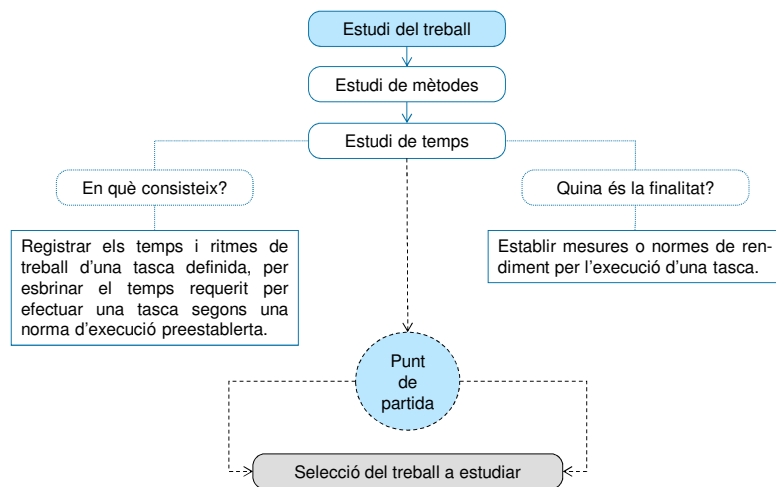 Estudi del treball
Estudi de mètodes
Estudi de temps
En què consisteix?
Quina és la finalitat?
Registrar els temps i ritmes de
treball d’una tasca definida, per
esbrinar el temps requerit per
efectuar una tasca segons una
norma d’execució preestablerta.
Establir mesures o normes de ren-
diment per l’execució d’una tasca.
Punt
de
partida
Selecció del treball a estudiar